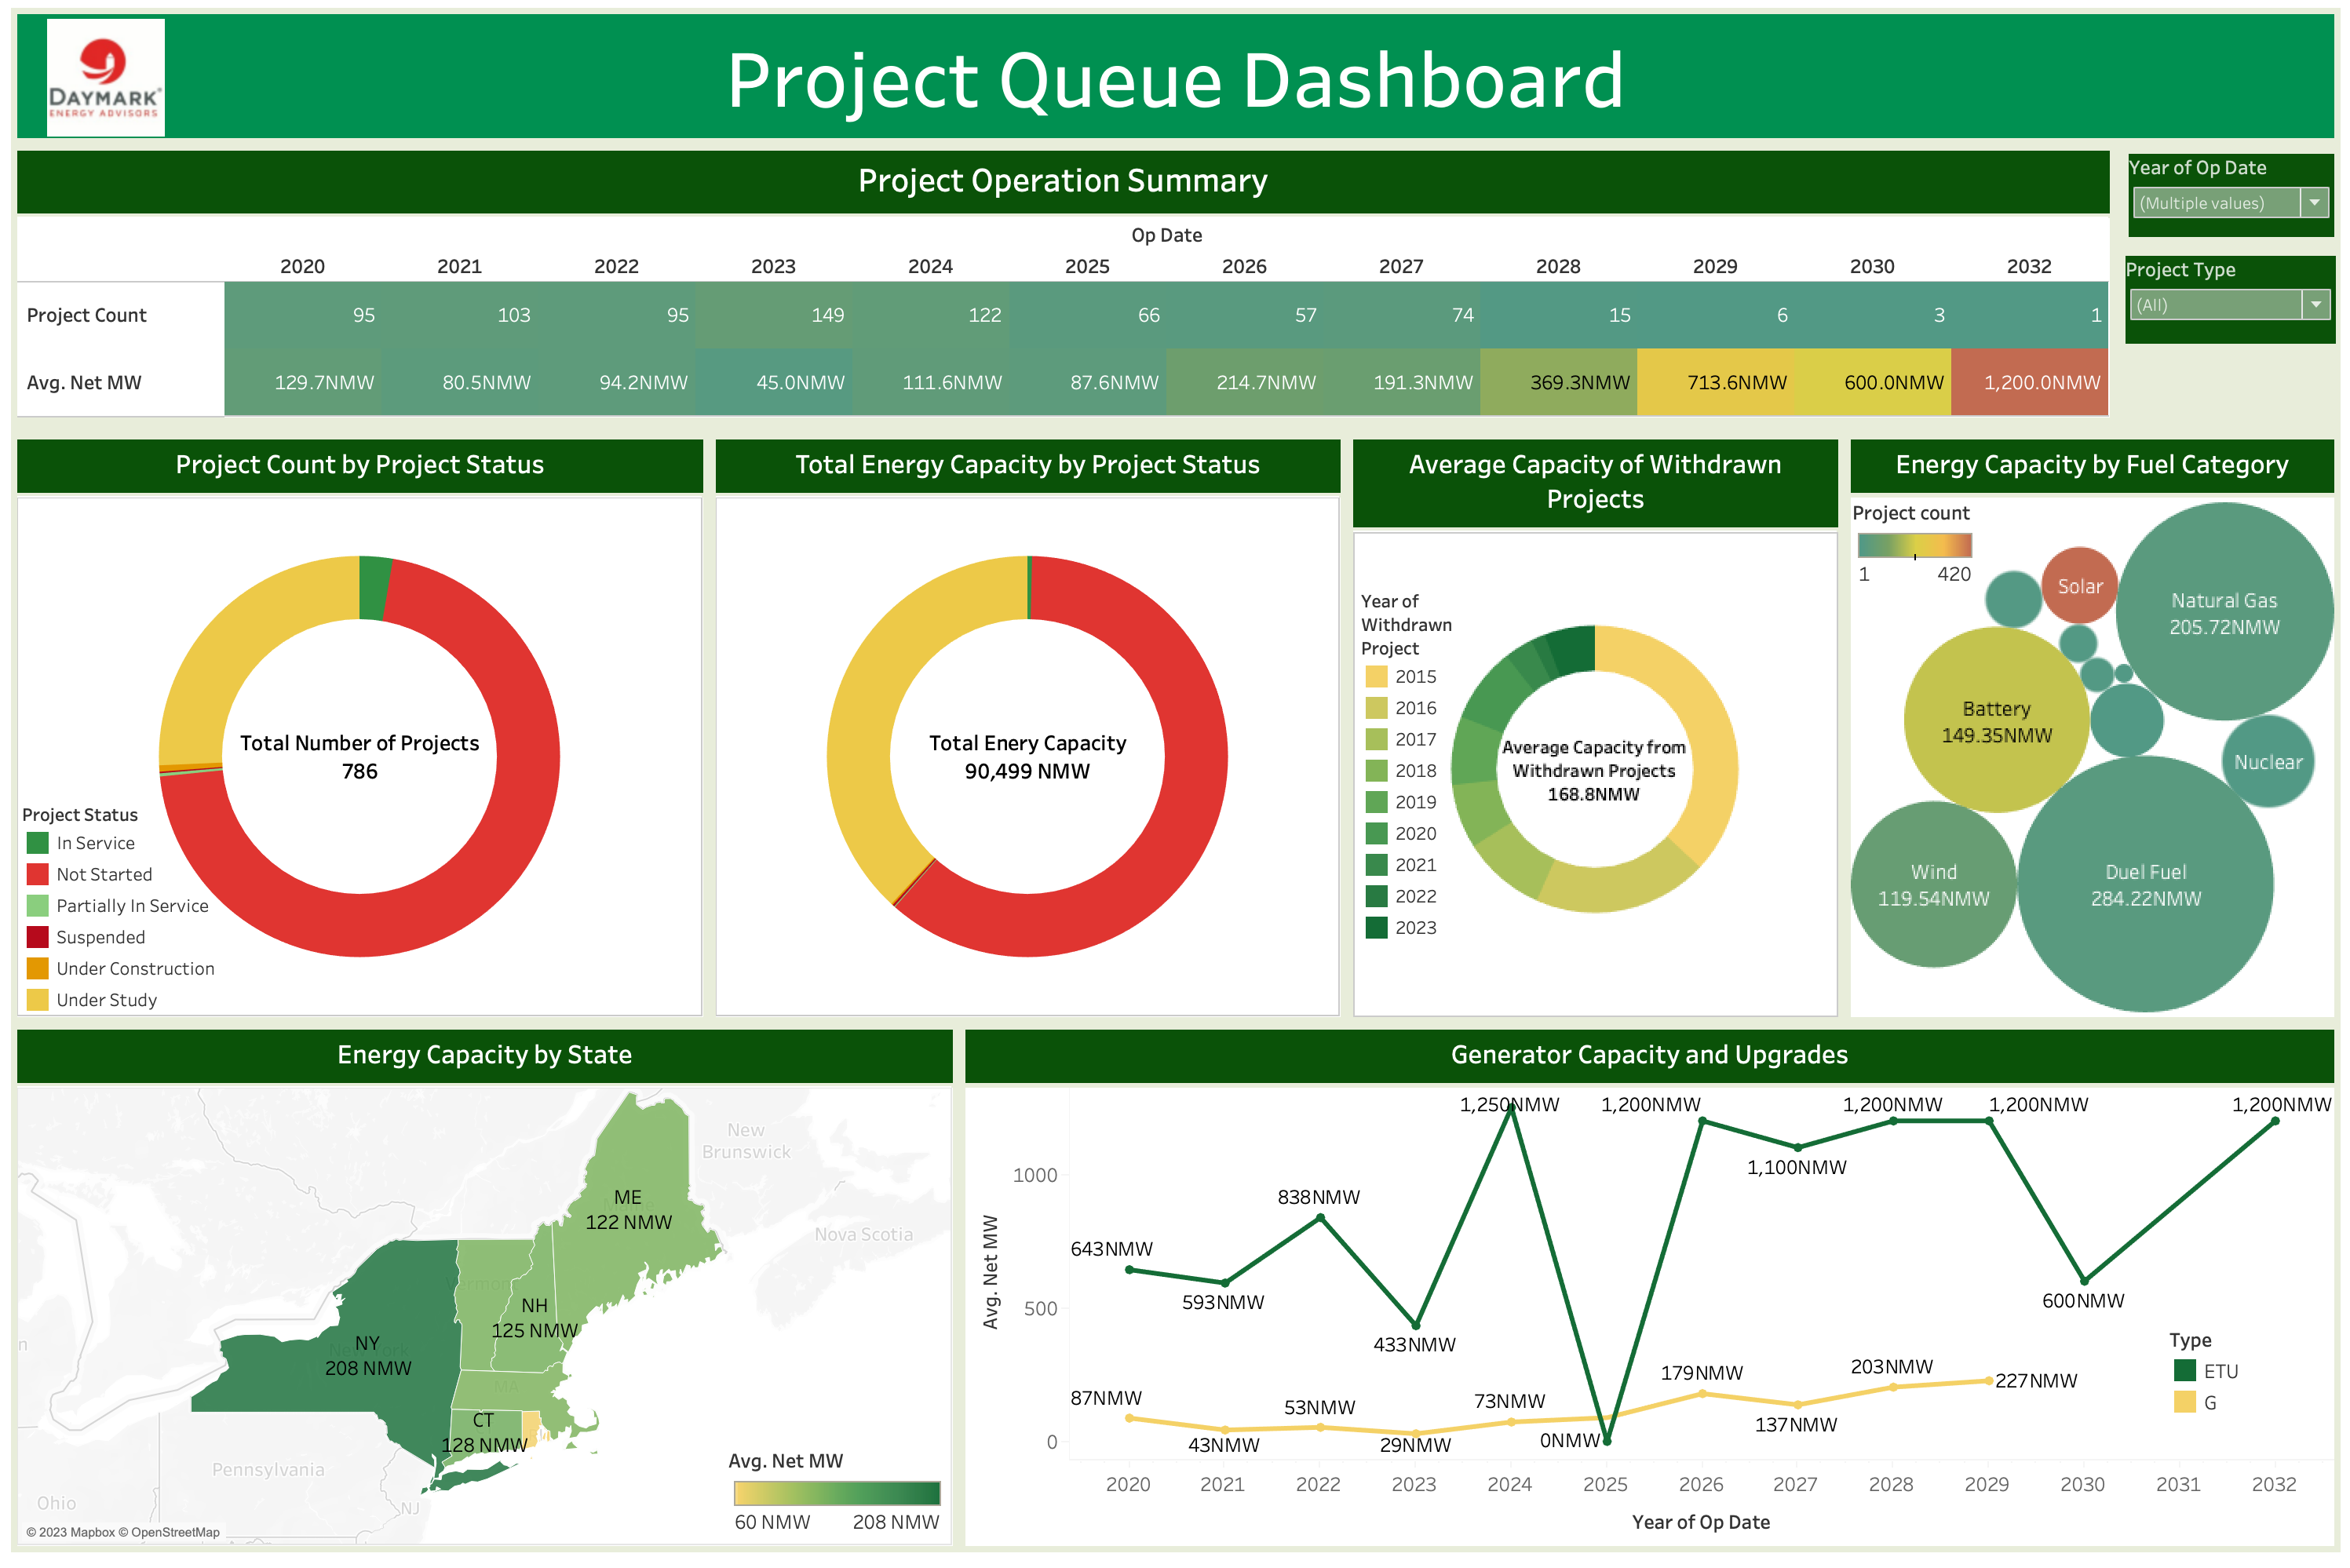 DAYMARK
ENERGY ADVISORS
Project Queue Dashboard
Project Operation Summary
Year of Op Date
(Multiple values)
Project Type
(All)
Op Date
2020 2021 2022 2023 2024 2025 2026 2027 2028 2029 2030 2032
Project Count 95 103 95 149 122 66 57 74 15 6 3 1
Avg. Net MW 129.7NMW 80.5NMW 94.2NMW 45.0NMW 111.6NMW 87.6NMW 214.7NMW 191.3NMW 369.3NMW 713.6NMW 600.0NMW 1,200.0NMW
Project Count by Project Status
Total Number of Projects
786
Project Status
In Service
Not Started
Partially In Service
Suspended
Under Construction
Under Study
Total Energy Capacity by Project Status
Total Enery Capacity
90,499 NMW
Average Capacity of Withdrawn
Projects
Year of
Withdrawn
Project
2015
2016
2017
2018
2019
2020
2021
2022
2023
Average Capacity from
Withdrawn Projects
168.8NMW
Energy Capacity by Fuel Category
Project count
1 420
Solar
Natural Gas
205.72NMW
Battery
149.35NMW
Nuclear
Wind
119.54NMW
Duel Fuel
284.22NMW
Energy Capacity by State
New
Brunswick
Nova Scotia
ME
122 NMW
Vermont
NH
125 NMW
New York
NY
208 NMW
MA
CT
128 NMW
Pennsylvania
Ohio
NJ
Avg. Net MW
60 NMW 208 NMW
© 2023 Mapbox © OpenStreetMap
Generator Capacity and Upgrades
Avg. Net MW
1000
500
0
643NMW
593NMW
838NMW
433NMW
1,250NMW
0NMW
1,200NMW
1,100NMW
1,200NMW
1,200NMW
600NMW
1,200NMW
87NMW
43NMW
53NMW
29NMW
73NMW
179NMW
137NMW
203NMW
227NMW
Type
ETU
G
2020 2021 2022 2023 2024 2025 2026 2027 2028 2029 2030 2031 2032
Year of Op Date